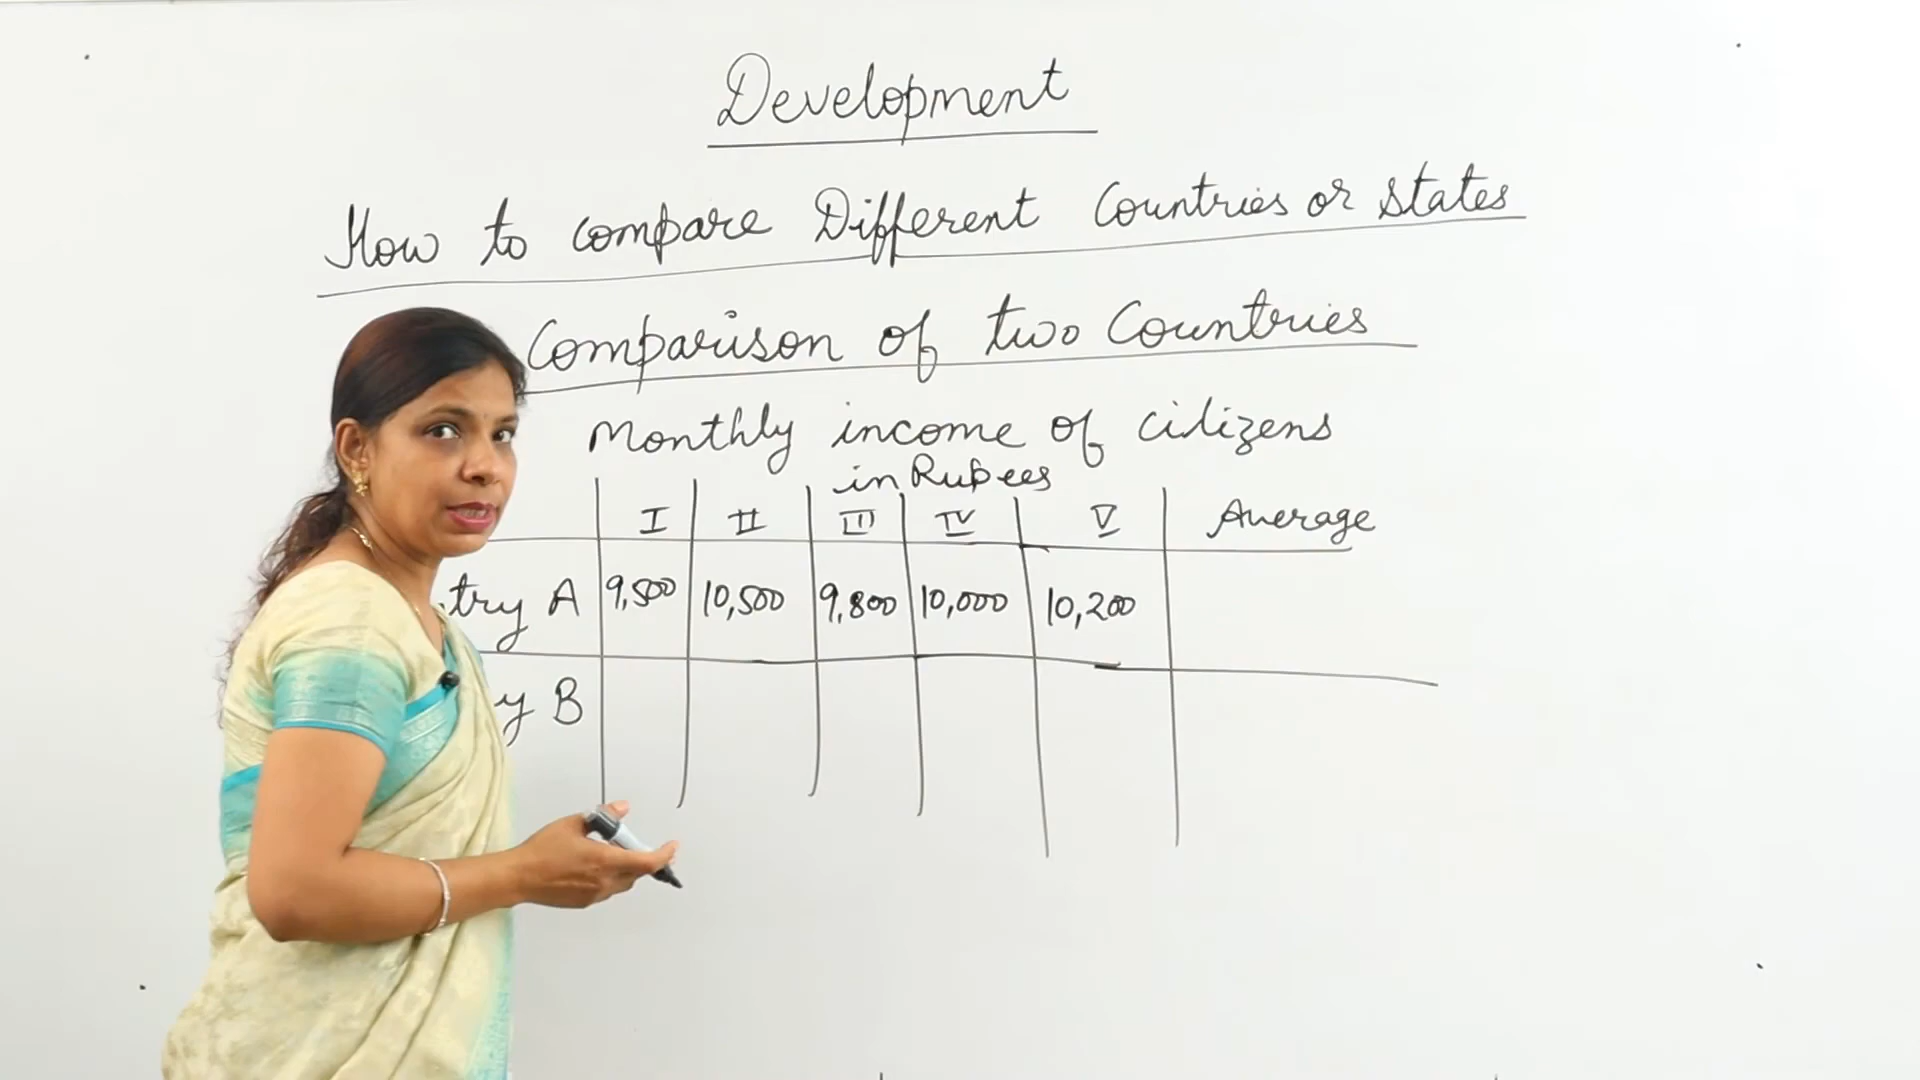 Development
How to compare Different Countries or States
Comparison of two Countries
Monthly income of citizens
in Rupees
I II III IV V Average
A 9,500 10,500 9,800 10,000 10,200
B